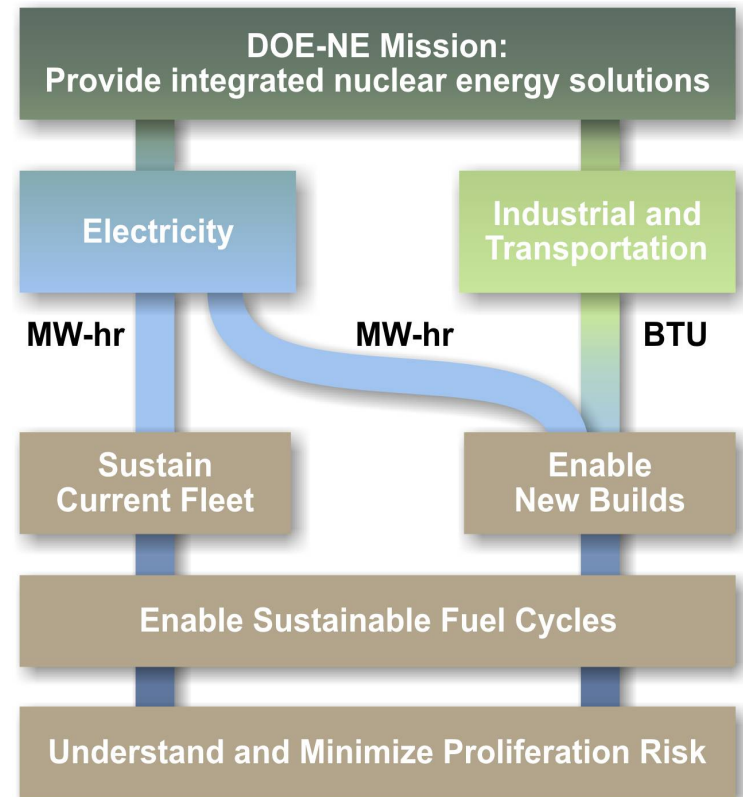 DOE-NE Mission:
Provide integrated nuclear energy solutions
Electricity
Industrial and
Transportation
MW-hr
MW-hr
BTU
Sustain
Current Fleet
Enable
New Builds
Enable Sustainable Fuel Cycles
Understand and Minimize Proliferation Risk